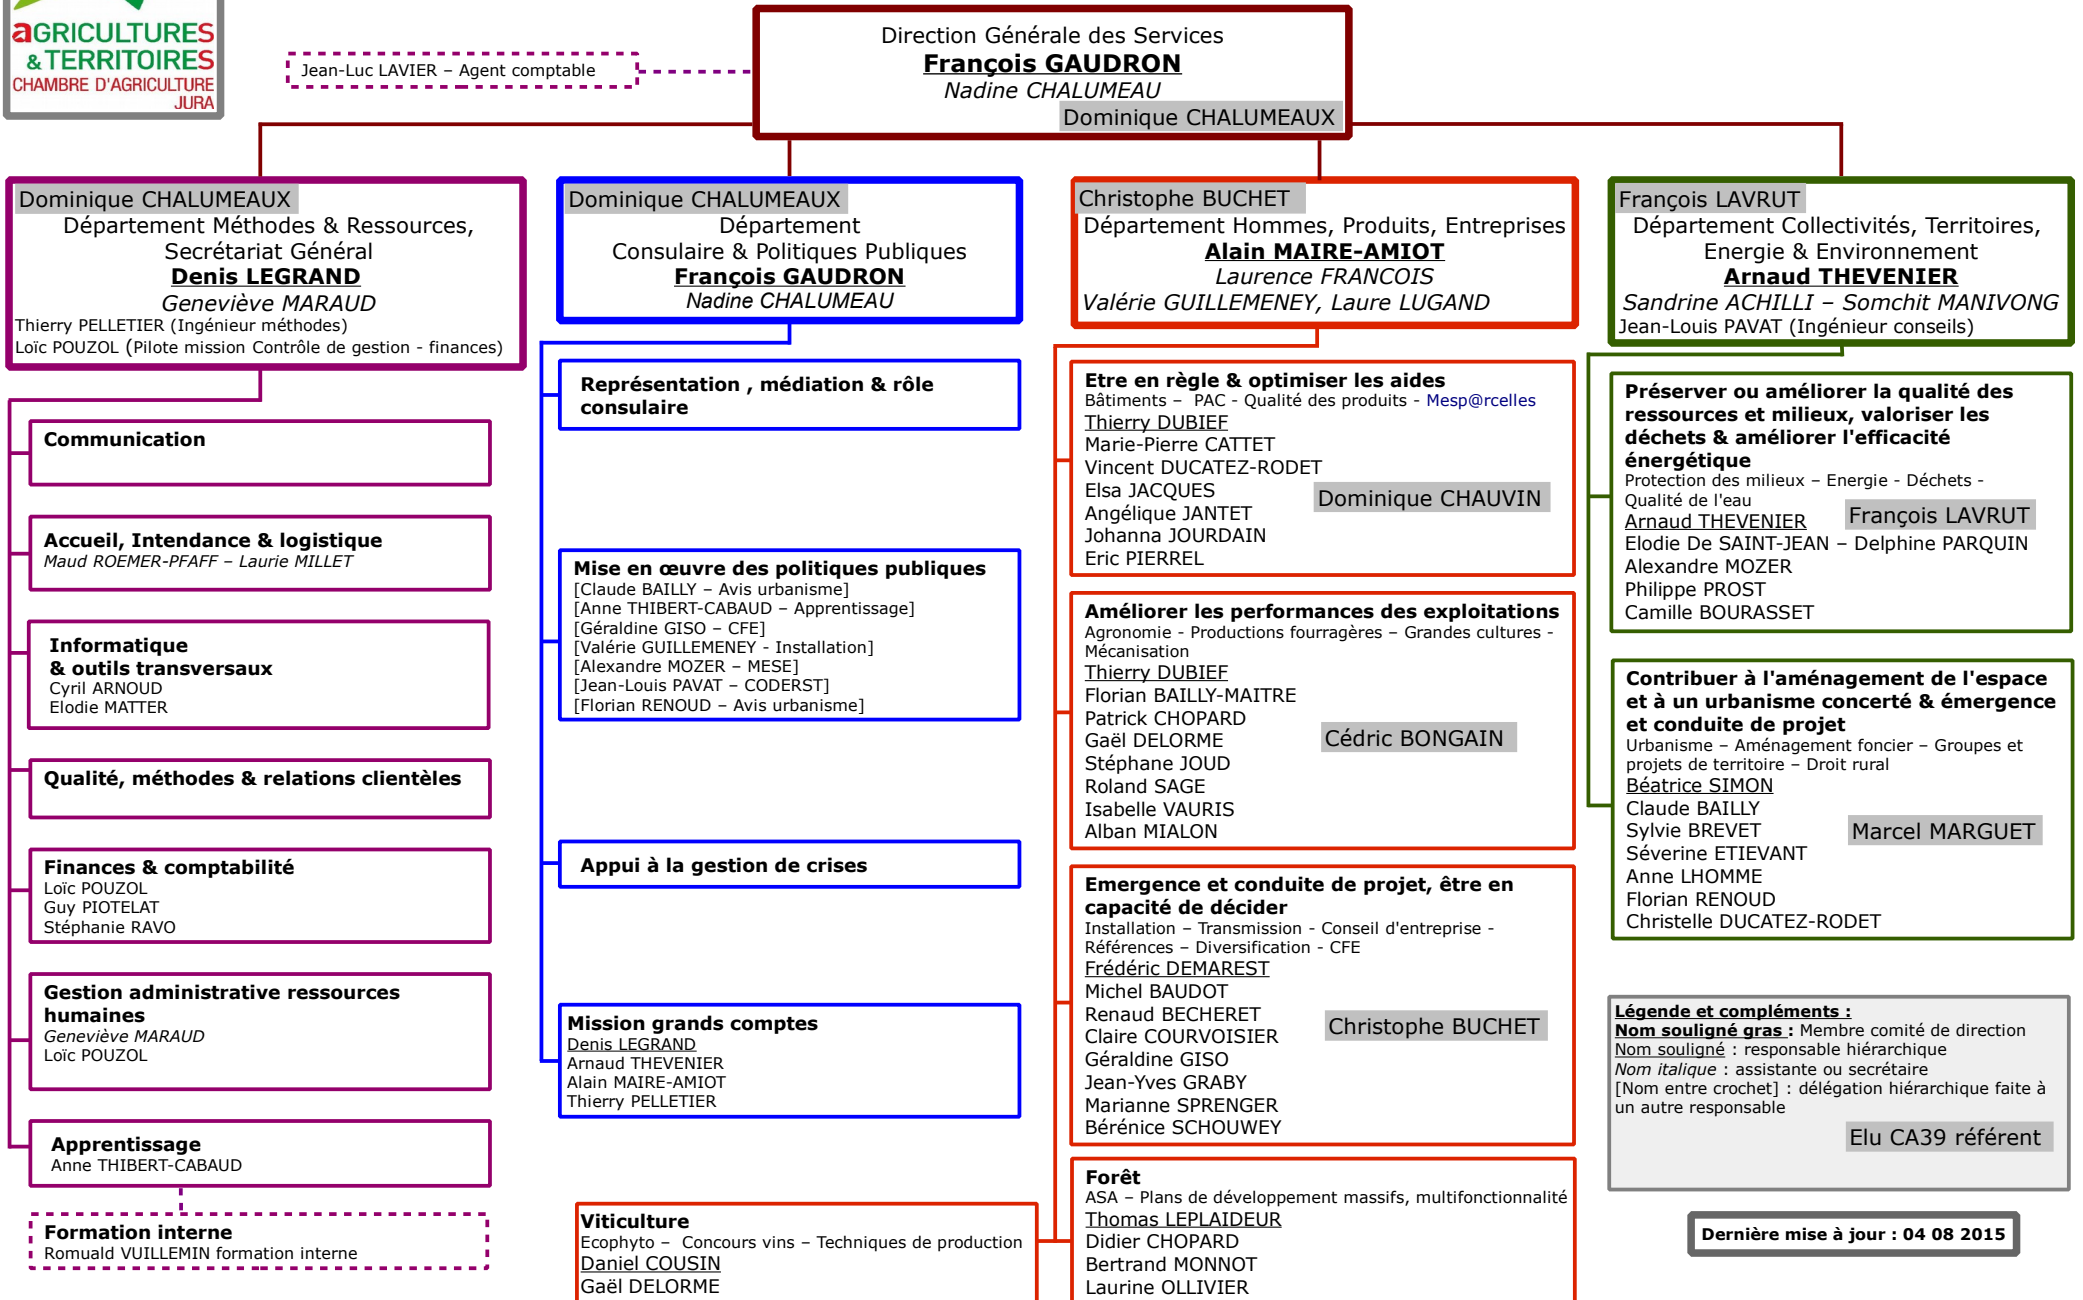 aGRICULTURES
& TERRITOIRES
CHAMBRE D'AGRICULTURE
JURA
Jean-Luc LAVIER – Agent comptable
Direction Générale des Services
François GAUDRON
Nadine CHALUMEAU
Dominique CHALUMEAUX
Dominique CHALUMEAUX
Département Méthodes & Ressources,
Secrétariat Général
Denis LEGRAND
Geneviève MARAUD
Thierry PELLETIER (Ingénieur méthodes)
Loïc POUZOL (Pilote mission Contrôle de gestion - finances)
Communication
Accueil, Intendance & logistique
Maud ROEMER-PFAFF – Laurie MILLET
Informatique
& outils transversaux
Cyril ARNOUD
Elodie MATTER
Qualité, méthodes & relations clientèles
Finances & comptabilité
Loïc POUZOL
Guy PIOTELAT
Stéphanie RAVO
Gestion administrative ressources
humaines
Geneviève MARAUD
Loïc POUZOL
Apprentissage
Anne THIBERT-CABAUD
Formation interne
Romuald VUILLEMIN formation interne
Dominique CHALUMEAUX
Département
Consulaire & Politiques Publiques
François GAUDRON
Nadine CHALUMEAU
Représentation , médiation & rôle
consulaire
Mise en œuvre des politiques publiques
[Claude BAILLY – Avis urbanisme]
[Anne THIBERT-CABAUD – Apprentissage]
[Géraldine GISO – CFE]
[Valérie GUILLEMENEY - Installation]
[Alexandre MOZER – MESE]
[Jean-Louis PAVAT – CODERST]
[Florian RENOUD – Avis urbanisme]
Appui à la gestion de crises
Mission grands comptes
Denis LEGRAND
Arnaud THEVENIER
Alain MAIRE-AMIOT
Thierry PELLETIER
Christophe BUCHET
Département Hommes, Produits, Entreprises
Alain MAIRE-AMIOT
Laurence FRANCOIS
Valérie GUILLEMENEY, Laure LUGAND
Etre en règle & optimiser les aides
Bâtiments – PAC - Qualité des produits - Mesp@rcelles
Thierry DUBIEF
Marie-Pierre CATTET
Vincent DUCATEZ-RODET
Elsa JACQUES
Angélique JANTET
Johanna JOURDAIN
Eric PIERREL
Dominique CHAUVIN
Améliorer les performances des exploitations
Agronomie - Productions fourragères – Grandes cultures -
Mécanisation
Thierry DUBIEF
Florian BAILLY-MAITRE
Patrick CHOPARD
Gaël DELORME
Stéphane JOUD
Roland SAGE
Isabelle VAURIS
Alban MIALON
Cédric BONGAIN
Emergence et conduite de projet, être en
capacité de décider
Installation – Transmission - Conseil d'entreprise -
Références – Diversification - CFE
Frédéric DEMAREST
Michel BAUDOT
Renaud BECHERET
Claire COURVOISIER
Géraldine GISO
Jean-Yves GRABY
Marianne SPRENGER
Bérénice SCHOUWEY
Christophe BUCHET
Viticulture
Ecophyto – Concours vins – Techniques de production
Daniel COUSIN
Gaël DELORME
Forêt
ASA – Plans de développement massifs, multifonctionnalité
Thomas LEPLAIDEUR
Didier CHOPARD
Bertrand MONNOT
Laurine OLLIVIER
François LAVRUT
Département Collectivités, Territoires,
Energie & Environnement
Arnaud THEVENIER
Sandrine ACHILLI – Somchit MANIVONG
Jean-Louis PAVAT (Ingénieur conseils)
Préserver ou améliorer la qualité des
ressources et milieux, valoriser les
déchets & améliorer l'efficacité
énergétique
Protection des milieux – Energie - Déchets -
Qualité de l'eau
Arnaud THEVENIER
Elodie De SAINT-JEAN – Delphine PARQUIN
Alexandre MOZER
Philippe PROST
Camille BOURASSET
François LAVRUT
Contribuer à l'aménagement de l'espace
et à un urbanisme concerté & émergence
et conduite de projet
Urbanisme – Aménagement foncier – Groupes et
projets de territoire – Droit rural
Béatrice SIMON
Claude BAILLY
Sylvie BREVET
Séverine ETIEVANT
Anne LHOMME
Florian RENOUD
Christelle DUCATEZ-RODET
Marcel MARGUET
Légende et compléments :
Nom souligné gras : Membre comité de direction
Nom souligné : responsable hiérarchique
Nom italique : assistante ou secrétaire
[Nom entre crochet] : délégation hiérarchique faite à
un autre responsable
Elu CA39 référent
Dernière mise à jour : 04 08 2015